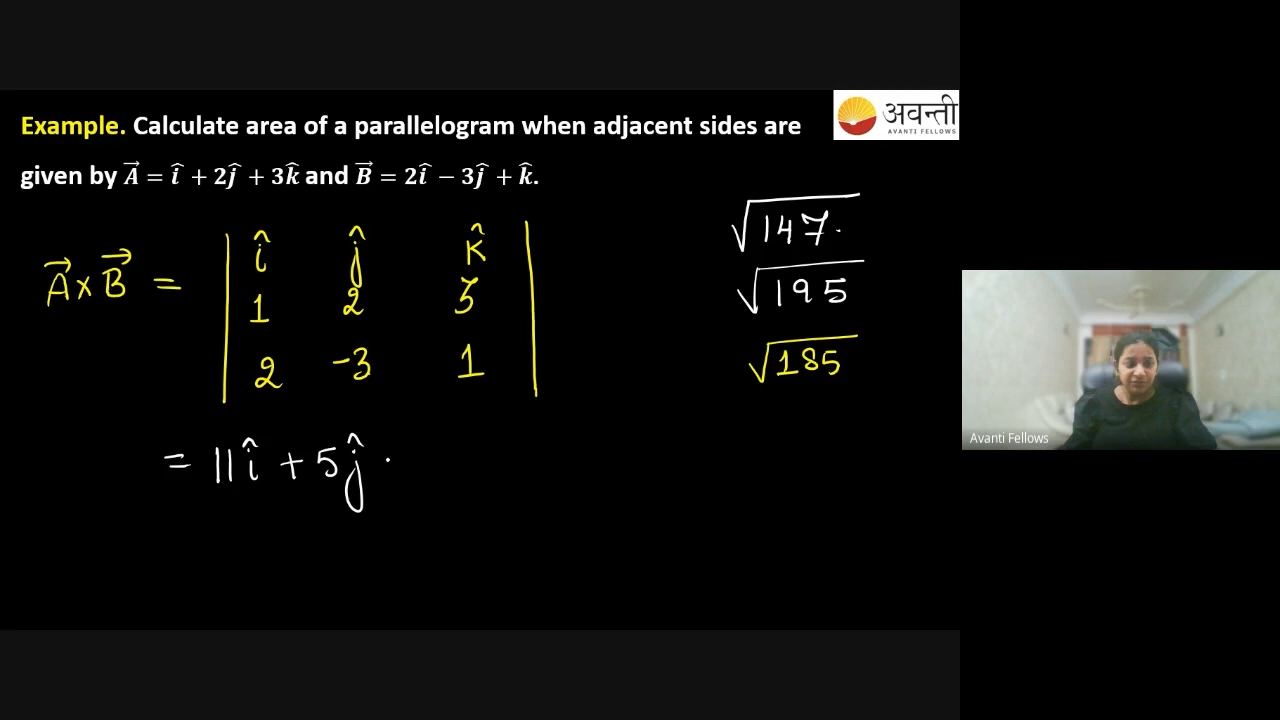 Example. Calculate area of a parallelogram when adjacent sides are
given by A⃗ = î + 2ĵ + 3k̂ and B⃗ = 2î − 3ĵ + k̂.
अवन्ती
AVANTI FELLOWS
A⃗ × B⃗ = | î ĵ k̂ |
1 2 3
2 -3 1
= 11î + 5ĵ
√147.
√195
√185
Avanti Fellows